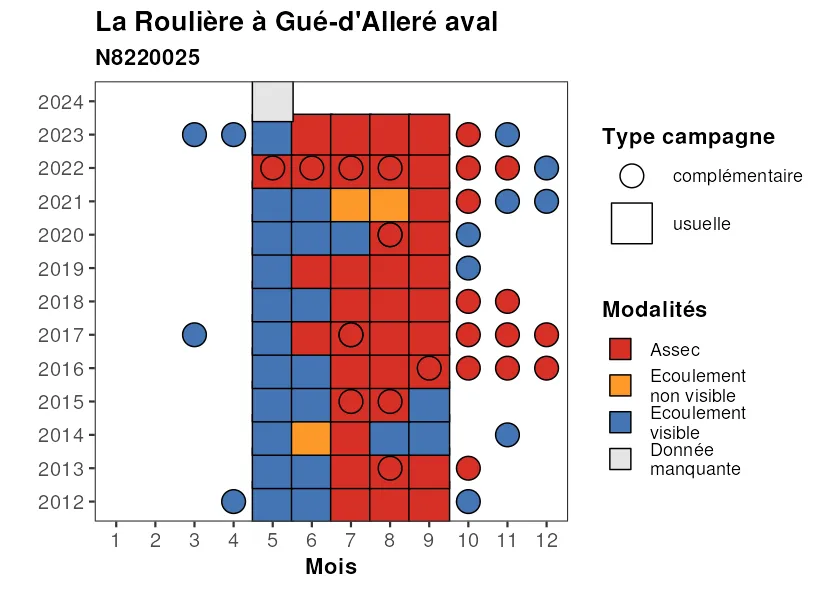 La Roulière à Gué-d'Alleré aval
N8220025
2024
2023
2022
2021
2020
2019
2018
2017
2016
2015
2014
2013
2012
1 2 3 4 5 6 7 8 9 10 11 12
Mois
Type campagne
complémentaire
usuelle
Modalités
Assec
Ecoulement
non visible
Ecoulement
visible
Donnée
manquante